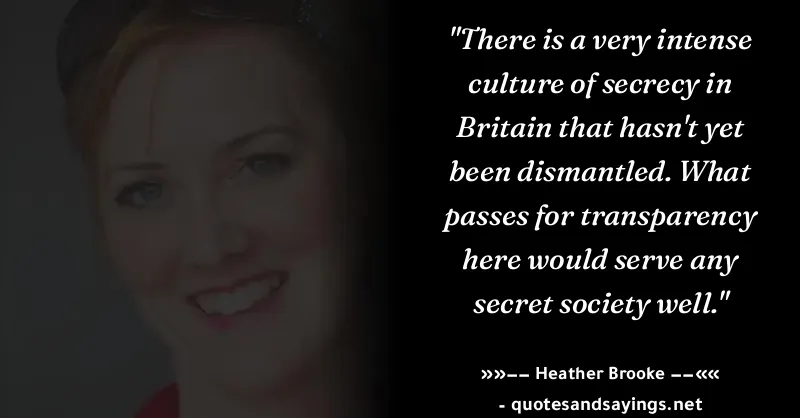 "There is a very intense
culture of secrecy in
Britain that hasn't yet
been dismantled. What
passes for transparency
here would serve any
secret society well."
»»−− Heather Brooke −−««
- quotesandsayings.net